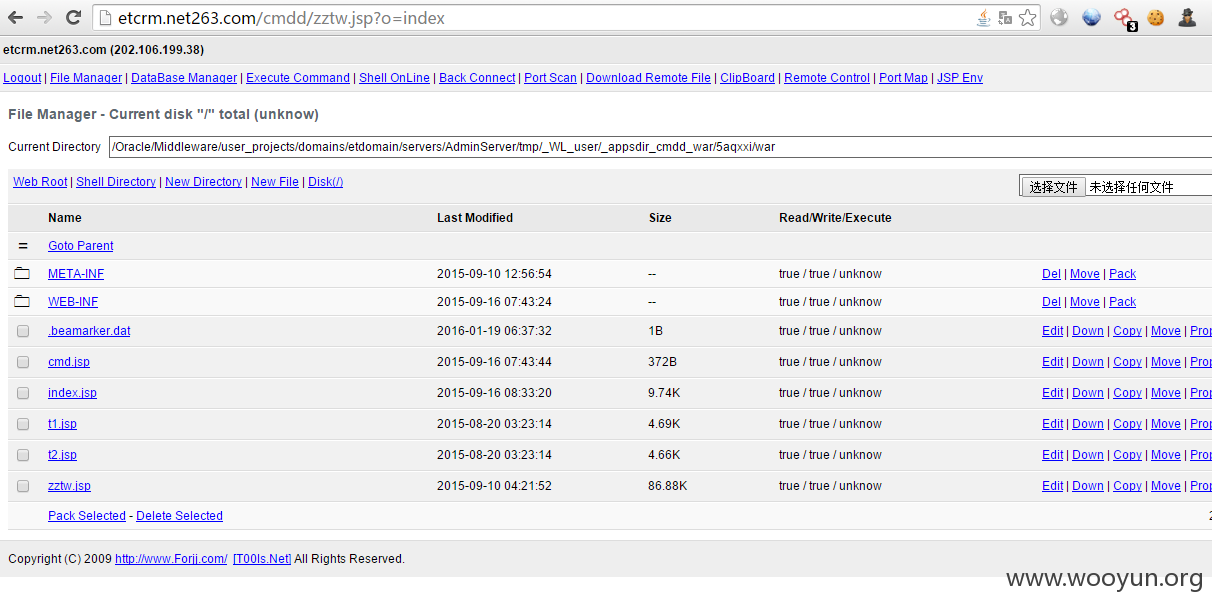 etcrm.net263.com/cmdd/zztw.jsp?o=index
3
etcrm.net263.com (202.106.199.38)
Logout | File Manager | DataBase Manager | Execute Command | Shell OnLine | Back Connect | Port Scan | Download Remote File | ClipBoard | Remote Control | Port Map | JSP Env
File Manager - Current disk "/" total (unknow)
Current Directory /Oracle/Middleware/user_projects/domains/etdomain/servers/AdminServer/tmp/_WL_user/_appsdir_cmdd_war/5aqxxi/war
Web Root | Shell Directory | New Directory | New File | Disk(/) 选择文件 未选择任何文件
Name Last Modified Size Read/Write/Execute
= Goto Parent
META-INF 2015-09-10 12:56:54 -- true / true / unknow Del | Move | Pack
WEB-INF 2015-09-16 07:43:24 -- true / true / unknow Del | Move | Pack
.beamarker.dat 2016-01-19 06:37:32 1B true / true / unknow Edit | Down | Copy | Move | Prop
cmd.jsp 2015-09-16 07:43:44 372B true / true / unknow Edit | Down | Copy | Move | Prop
index.jsp 2015-09-16 08:33:20 9.74K true / true / unknow Edit | Down | Copy | Move | Prop
t1.jsp 2015-08-20 03:23:14 4.69K true / true / unknow Edit | Down | Copy | Move | Prop
t2.jsp 2015-08-20 03:23:14 4.66K true / true / unknow Edit | Down | Copy | Move | Prop
zztw.jsp 2015-09-10 04:21:52 86.88K true / true / unknow Edit | Down | Copy | Move | Prop
Pack Selected - Delete Selected 2
Copyright (C) 2009 http://www.Forjj.com/ [T00ls.Net] All Rights Reserved.
www.wooyun.org